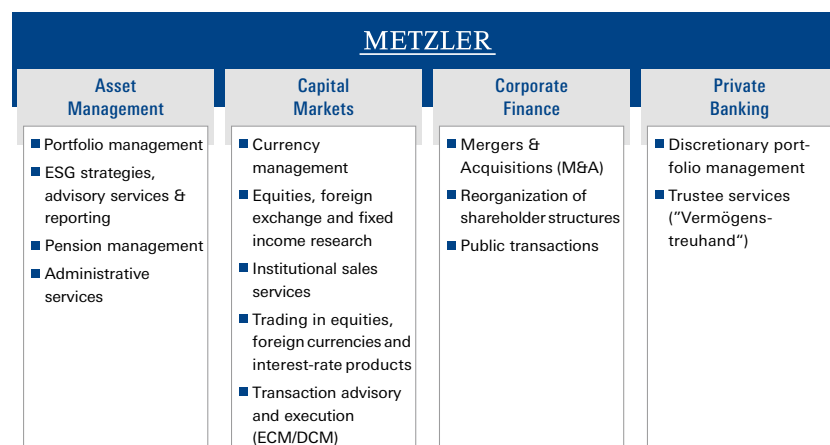 METZLER
Asset
Management
Portfolio management
ESG strategies,
advisory services &
reporting
Pension management
Administrative
services
Capital
Markets
Currency
management
Equities, foreign
exchange and fixed
income research
Institutional sales
services
Trading in equities,
foreign currencies and
interest-rate products
Transaction advisory
and execution
(ECM/DCM)
Corporate
Finance
Mergers &
Acquisitions (M&A)
Reorganization of
shareholder structures
Public transactions
Private
Banking
Discretionary port-
folio management
Trustee services
(”Vermögens-
treuhand“)